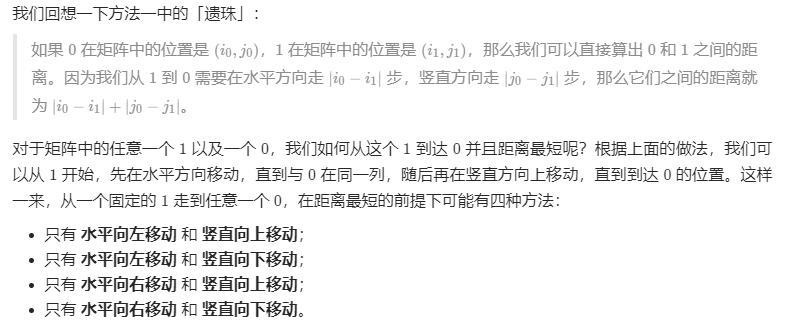 我们回想一下方法一中的「遗珠」：
如果 0 在矩阵中的位置是 (i₀, j₀)，1 在矩阵中的位置是 (i₁, j₁)，那么我们可以直接算出 0 和 1 之间的距
离。因为我们从 1 到 0 需要在水平方向走 |i₀ − i₁| 步，竖直方向走 |j₀ − j₁| 步，那么它们之间的距离就
为 |i₀ − i₁| + |j₀ − j₁|。
对于矩阵中的任意一个 1 以及一个 0，我们如何从这个 1 到达 0 并且距离最短呢？根据上面的做法，我们可
以从 1 开始，先在水平方向移动，直到与 0 在同一列，随后再在竖直方向上移动，直到到达 0 的位置。这样
一来，从一个固定的 1 走到任意一个 0，在距离最短的前提下可能有四种方法：
• 只有 水平向左移动 和 竖直向上移动；
• 只有 水平向左移动 和 竖直向下移动；
• 只有 水平向右移动 和 竖直向上移动；
• 只有 水平向右移动 和 竖直向下移动。